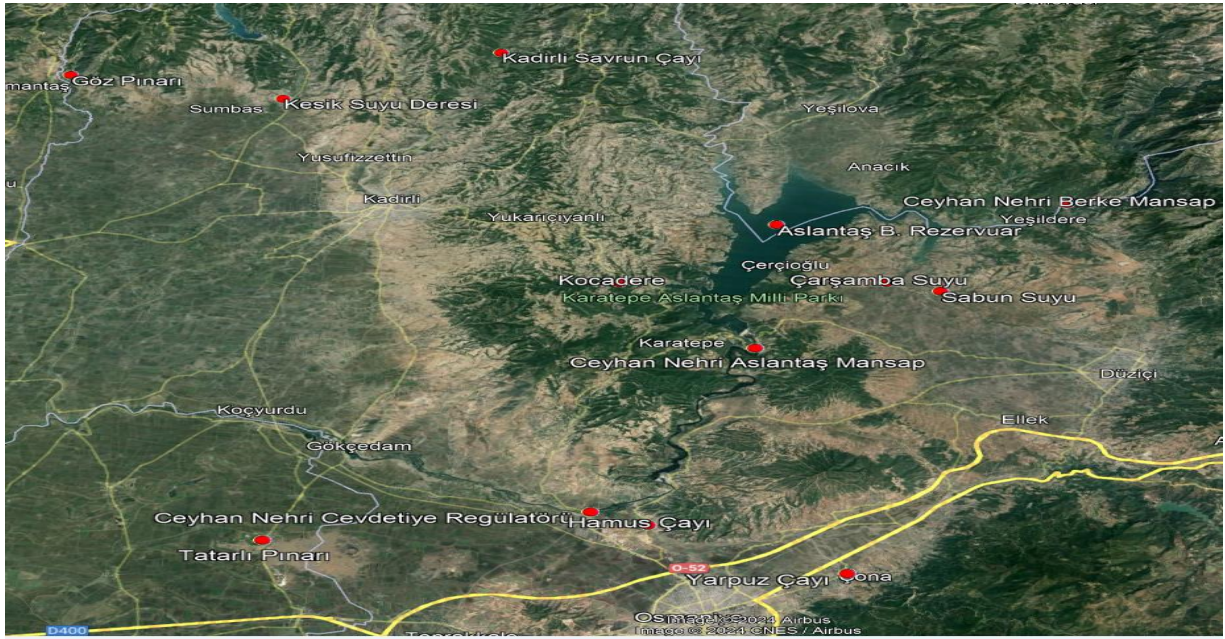 Kadirli Savrun Çayı
Göz Pınarı
mantaş
Kesik Suyu Deresi
Sumbas
Yeşilova
Yusufizzettin
Anacık
Kadırlı
Ceyhan Nehri Berke Mansap
Yukarıçıyanlı
Yeşildere
Aslantaş B. Rezervuar
Çerçioğlu
Kocadere
Çarşamba Suyu
Karatepe Aslantaş Milli Parkı
Sabun Suyu
Karatepe
Ceyhan Nehri Aslantaş Mansap
Düziçi
Koçyurdu
Ellek
Gökçedam
Ceyhan Nehri Cevdetiye Regülatörü
Hamus Çayı
Tatarlı Pınarı
O-52
Yarpuz Çayı
Çona
D400
Image © 2024 Airbus
Image © 2024 CNES / Airbus